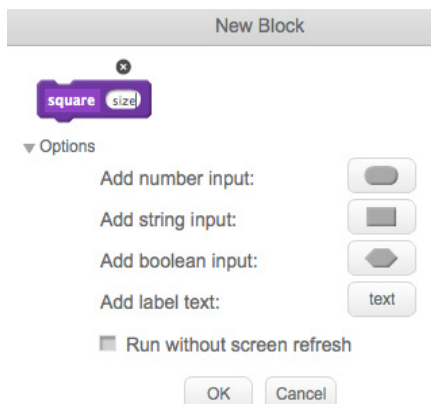 New Block
square size
Options
Add number input:
Add string input:
Add boolean input:
Add label text: text
Run without screen refresh
OK Cancel